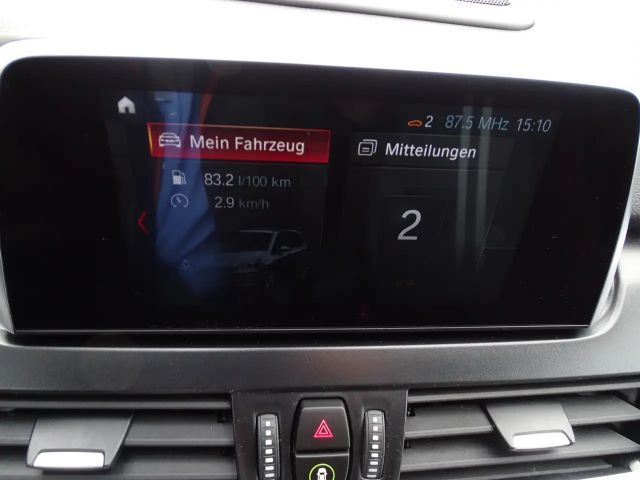 2 87.5 MHz 15:10
Mein Fahrzeug
83.2 l/100 km
2.9 km/h
Mitteilungen
2